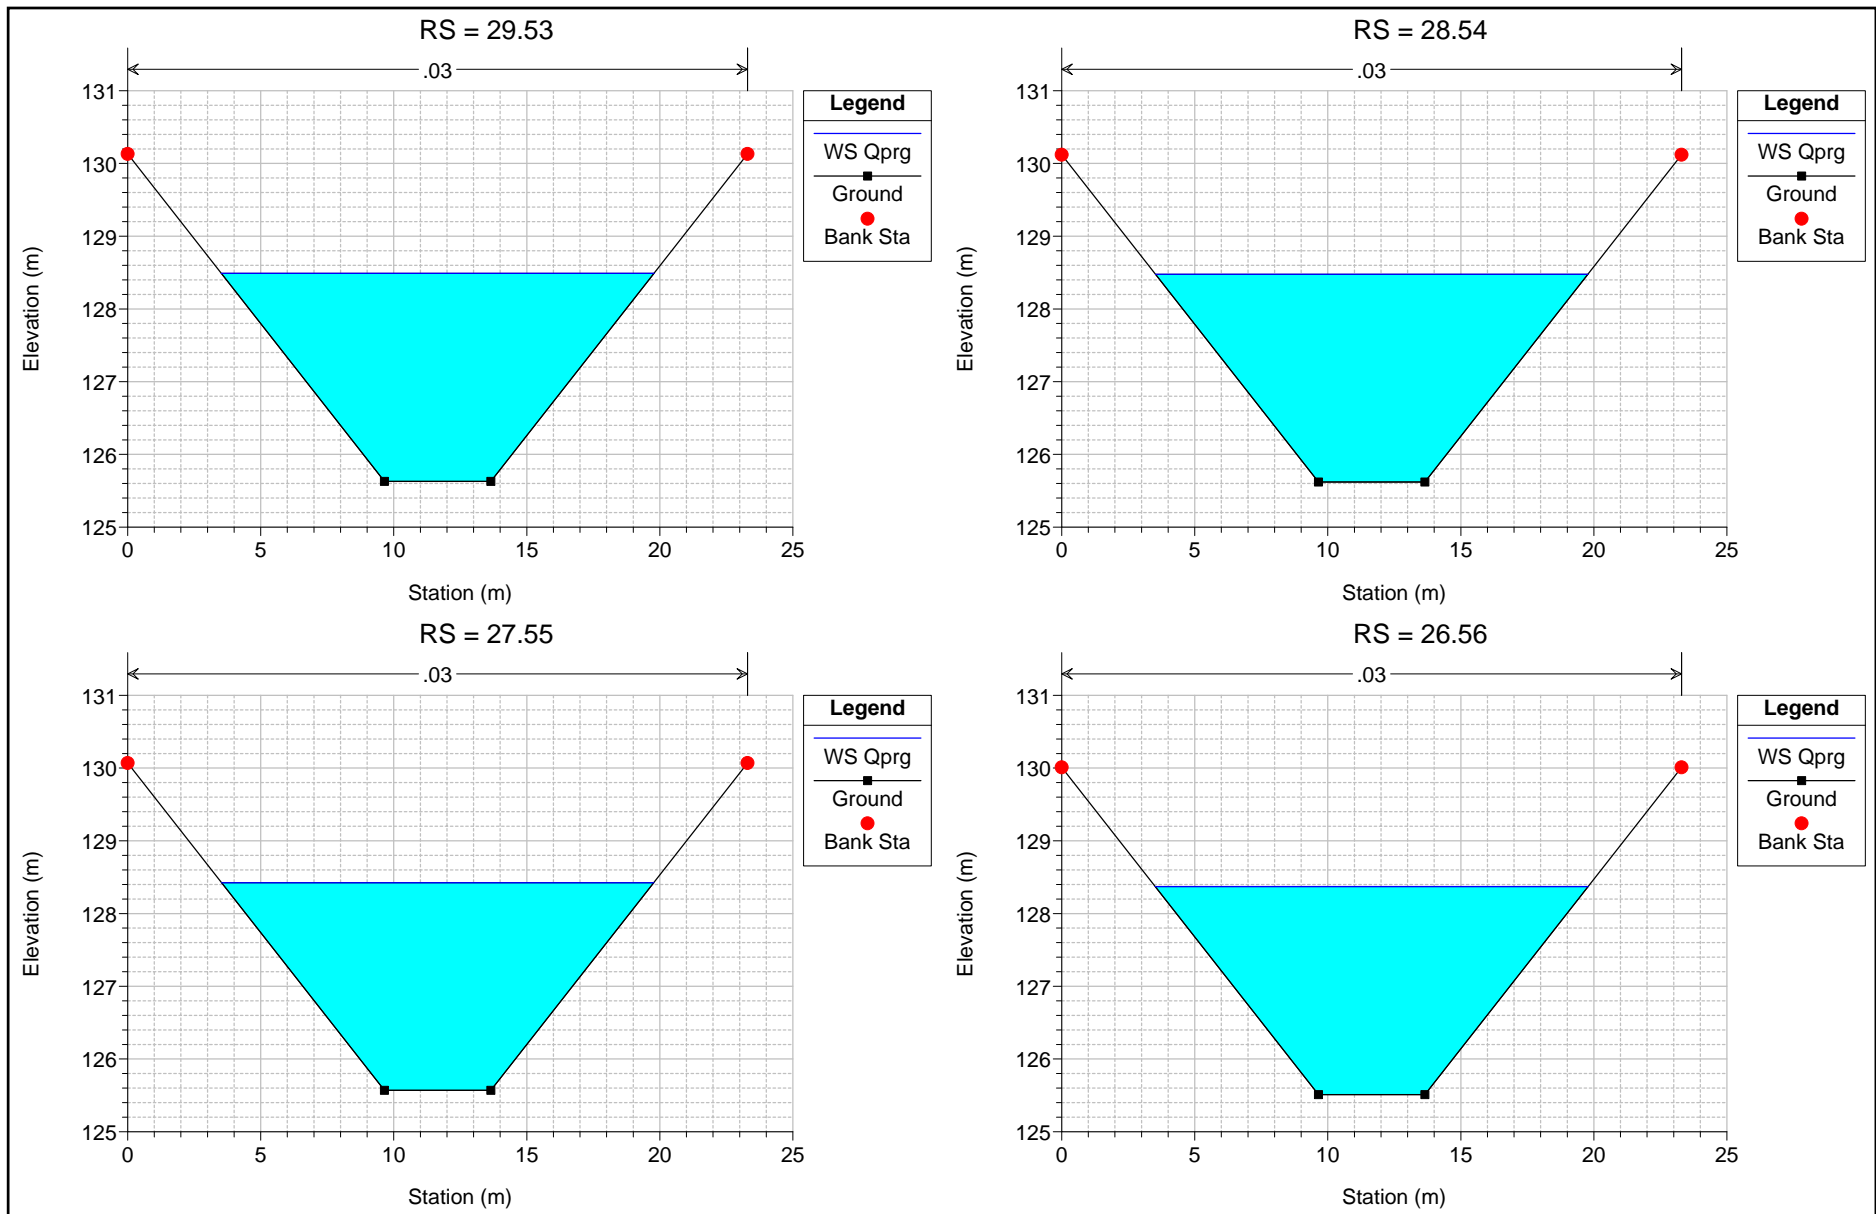 RS = 29.53
.03
131
130
129
128
127
126
125
0 5 10 15 20 25
Elevation (m)
Station (m)
Legend
WS Qprg
Ground
Bank Sta
RS = 28.54
.03
131
130
129
128
127
126
125
0 5 10 15 20 25
Elevation (m)
Station (m)
Legend
WS Qprg
Ground
Bank Sta
RS = 27.55
.03
131
130
129
128
127
126
125
0 5 10 15 20 25
Elevation (m)
Station (m)
Legend
WS Qprg
Ground
Bank Sta
RS = 26.56
.03
131
130
129
128
127
126
125
0 5 10 15 20 25
Elevation (m)
Station (m)
Legend
WS Qprg
Ground
Bank Sta